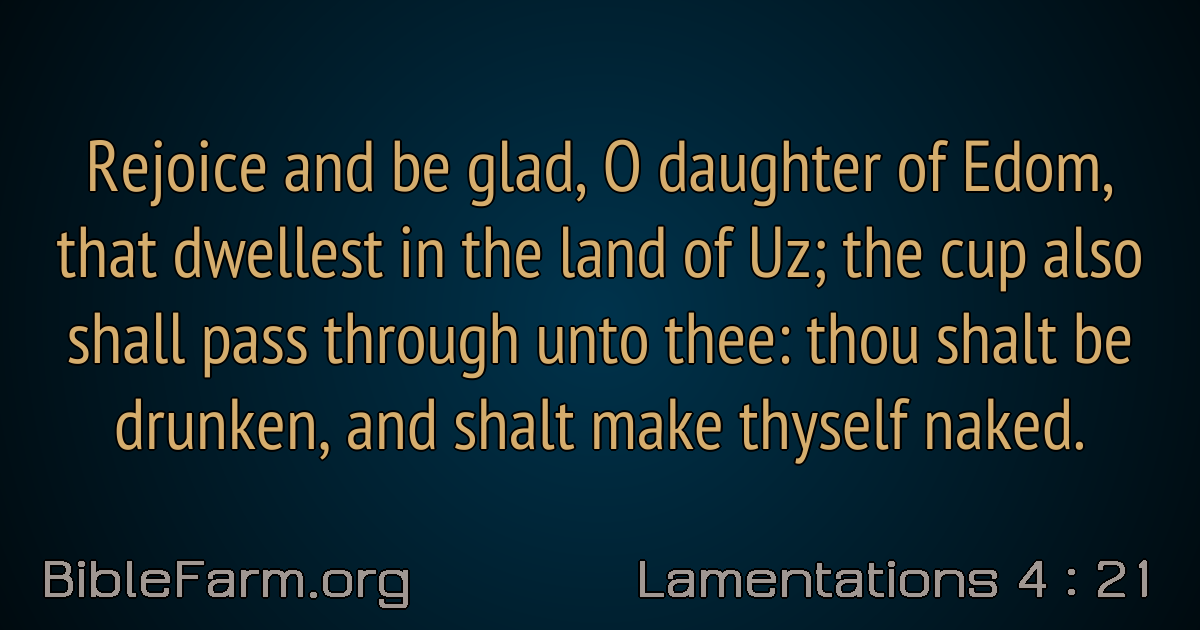 Rejoice and be glad, O daughter of Edom,
that dwellest in the land of Uz; the cup also
shall pass through unto thee: thou shalt be
drunken, and shalt make thyself naked.
BibleFarm.org
Lamentations 4 : 21